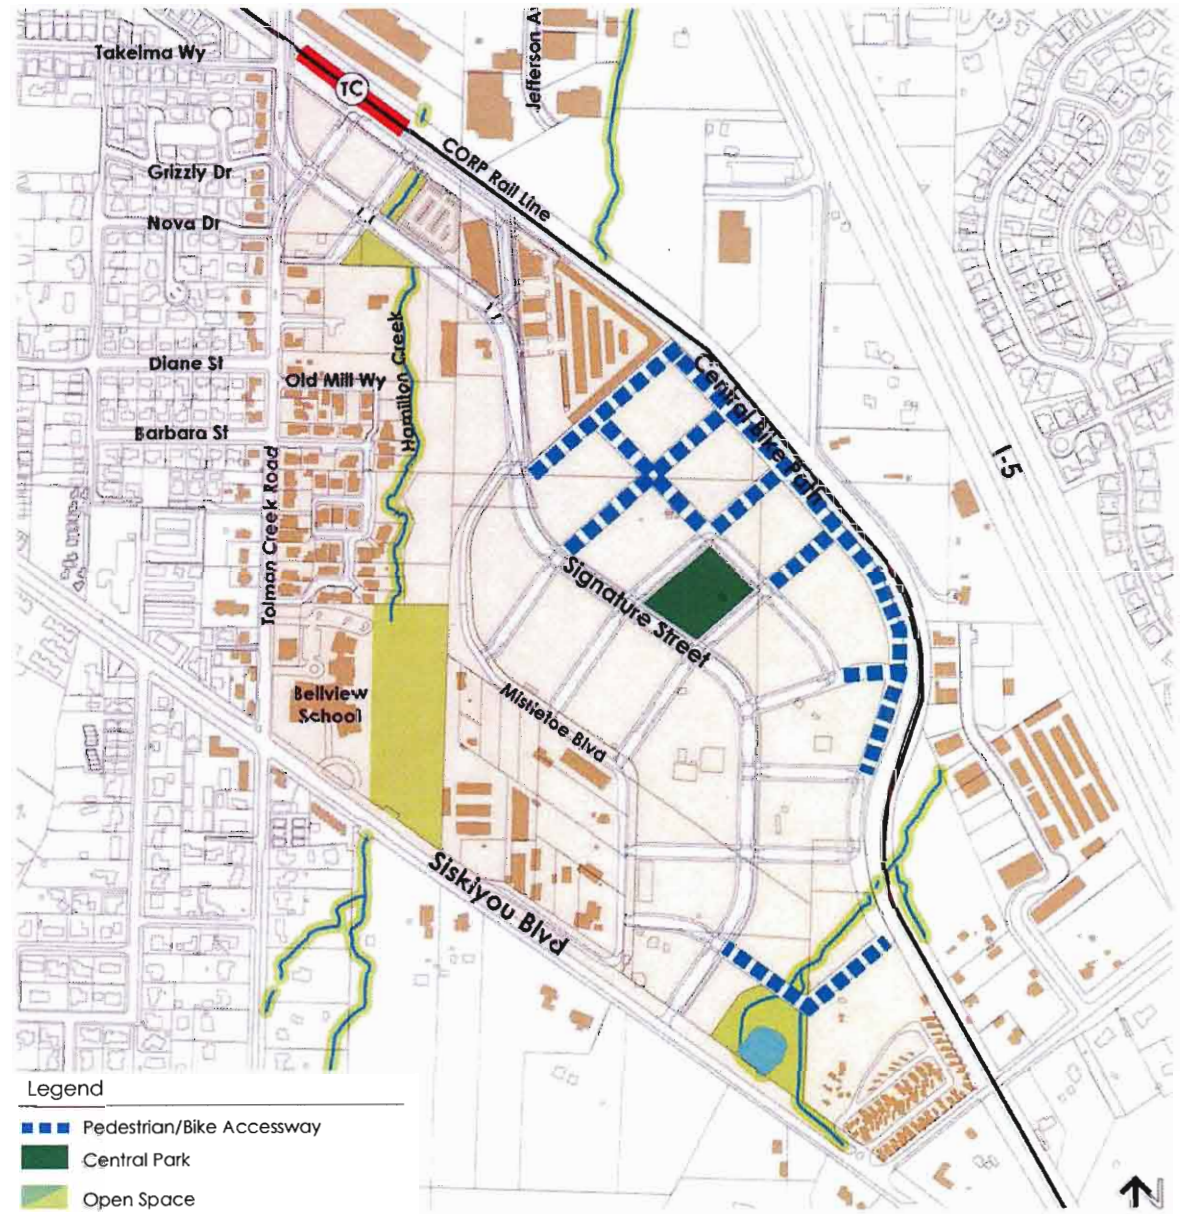 Takelma Wy
Jefferson A
TC
CORP Rail Line
Grizzly Dr
Nova Dr
Diane St
Old Mill Wy
Hamilton Creek
Barbara St
Central Bike Path
I-5
Tolman Creek Road
Signature Street
Bellview
School
Mistletoe Blvd
Siskiyou Blvd
Legend
Pedestrian/Bike Accessway
Central Park
Open Space
N